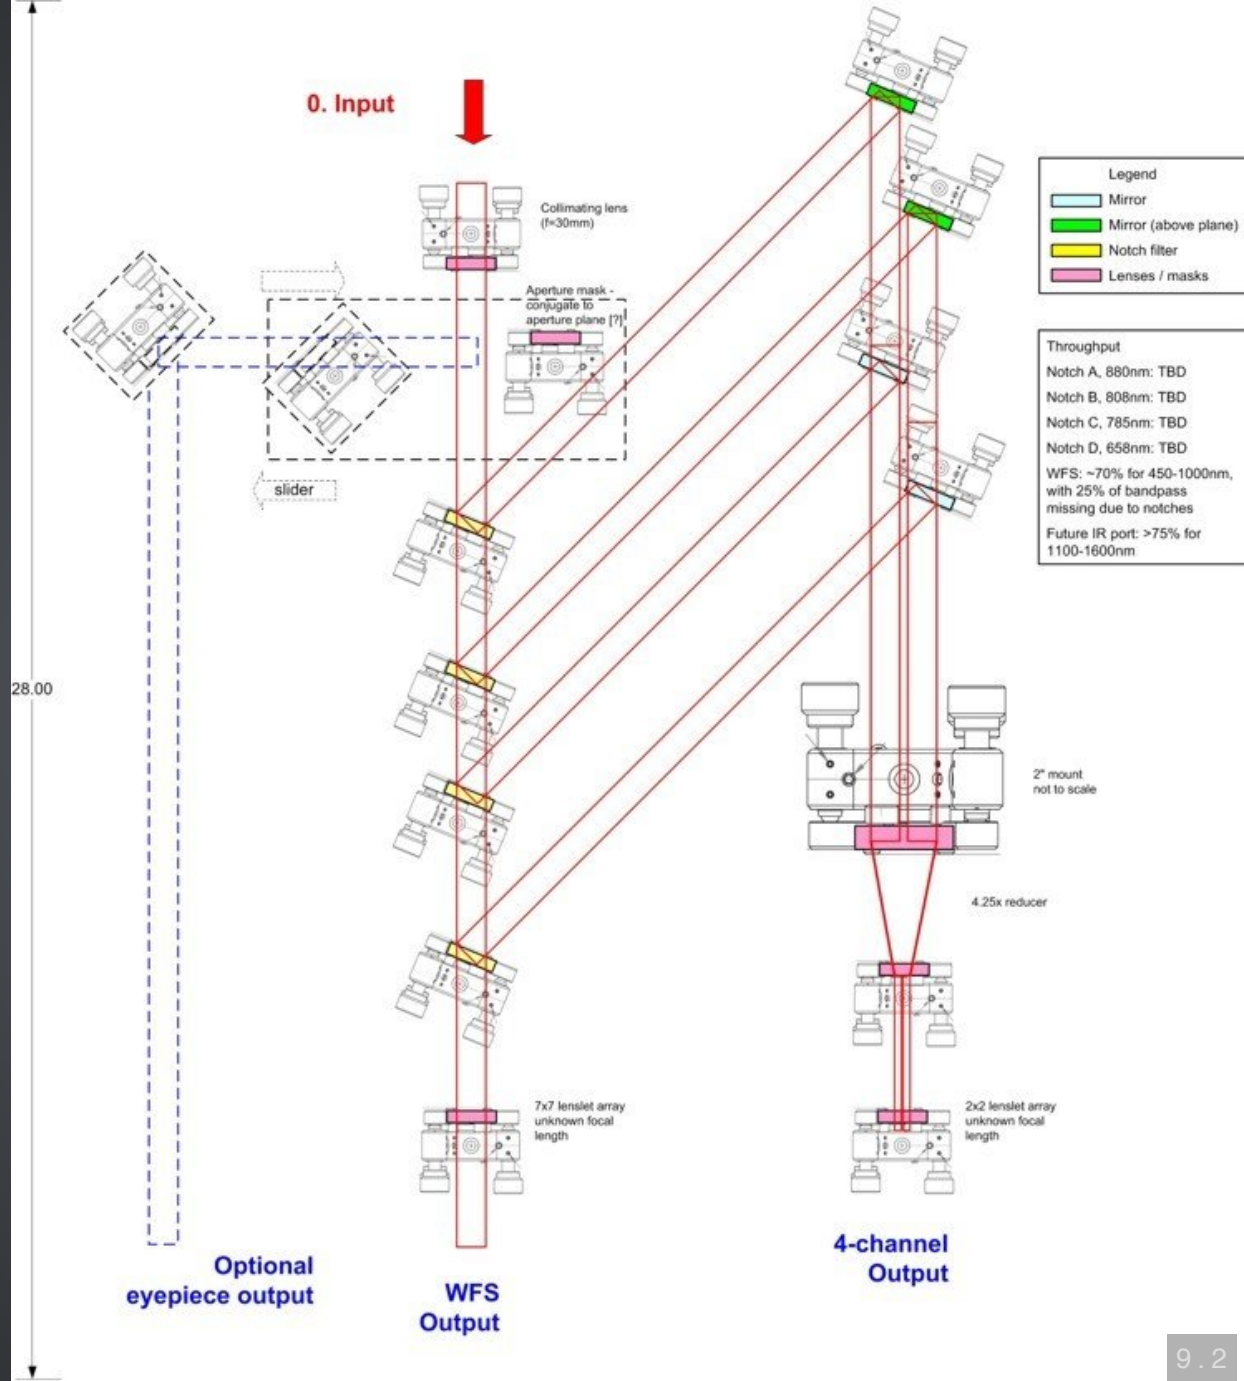 0. Input
Collimating lens
(f=30mm)
Aperture mask -
conjugate to
aperture plane [?]
slider
28.00
Legend
Mirror
Mirror (above plane)
Notch filter
Lenses / masks
Throughput
Notch A, 880nm: TBD
Notch B, 808nm: TBD
Notch C, 785nm: TBD
Notch D, 658nm: TBD
WFS: ~70% for 450-1000nm,
with 25% of bandpass
missing due to notches
Future IR port: >75% for
1100-1600nm
2" mount
not to scale
4.25x reducer
7x7 lenslet array
unknown focal
length
2x2 lenslet array
unknown focal
length
Optional
eyepiece output
WFS
Output
4-channel
Output
9.2